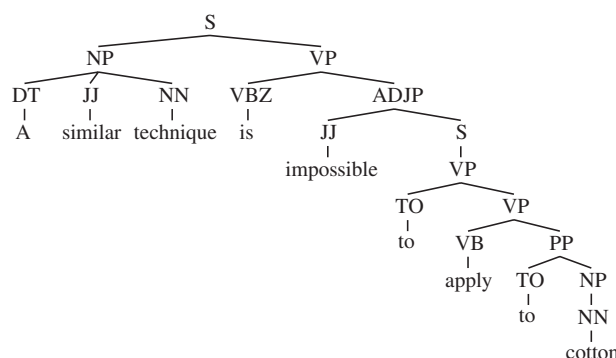 S
NP VP
DT JJ NN VBZ ADJP
A similar technique is JJ S
impossible VP
TO VP
to VB PP
apply TO NP
to NN
cotton